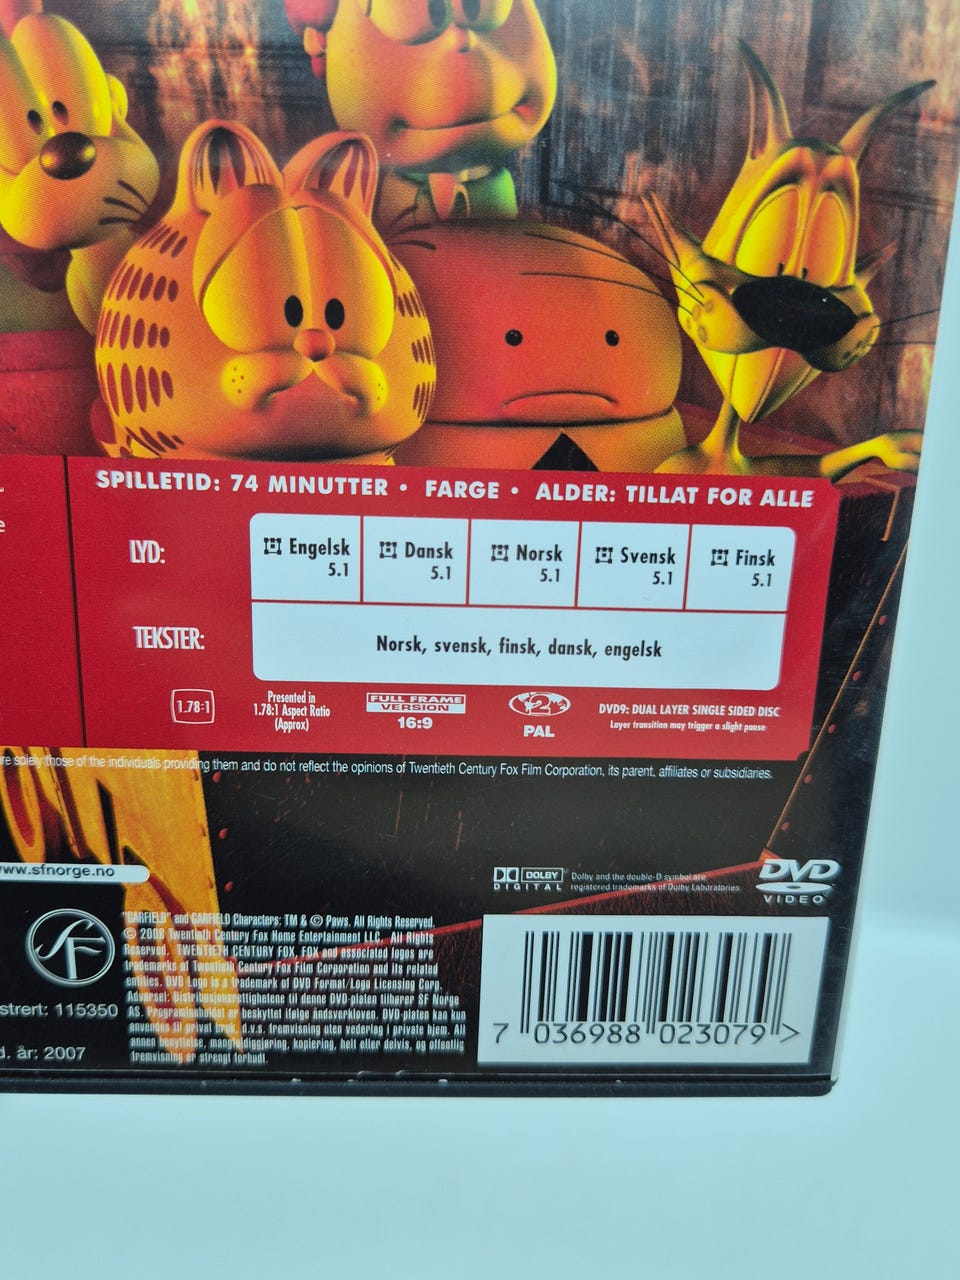 SPILLETID: 74 MINUTTER • FARGE • ALDER: TILLAT FOR ALLE
LYD:
Engelsk 5.1
Dansk 5.1
Norsk 5.1
Svensk 5.1
Finsk 5.1
TEKSTER:
Norsk, svensk, finsk, dansk, engelsk
1.78:1
Presented in
1.78:1 Aspect Ratio
(Approx)
FULL FRAME
VERSION
16:9
2
PAL
DVD9: DUAL LAYER SINGLE SIDED DISC
Layer transition may trigger a slight pause
re solely those of the individuals providing them and do not reflect the opinions of Twentieth Century Fox Film Corporation, its parent, affiliates or subsidiaries.
www.sfnorge.no
DOLBY
DIGITAL
Dolby and the double-D symbol are
registered trademarks of Dolby Laboratories.
DVD
VIDEO
SF
strert: 115350
d. år: 2007
"GARFIELD" and GARFIELD Characters: TM & © Paws. All Rights Reserved.
© 2008 Twentieth Century Fox Home Entertainment LLC. All Rights
Reserved. TWENTIETH CENTURY FOX, FOX and associated logos are
trademarks of Twentieth Century Fox Film Corporation and its related
entities. DVD Logo is a trademark of DVD Format/Logo Licensing Corp.
Advarsel: Distribusjonsrettighetene til denne DVD-platen tilhører SF Norge
AS. Programinnholdet er beskyttet ifølge åndsverkloven. DVD-platen kan kun
anvendes til privat bruk, d.v.s. fremvisning uten vederlag i private hjem. All
annen benyttelse, mangfoldiggjøring, kopiering, helt eller delvis, og offentlig
fremvisning er strengt forbudt.
7 036988 023079 >